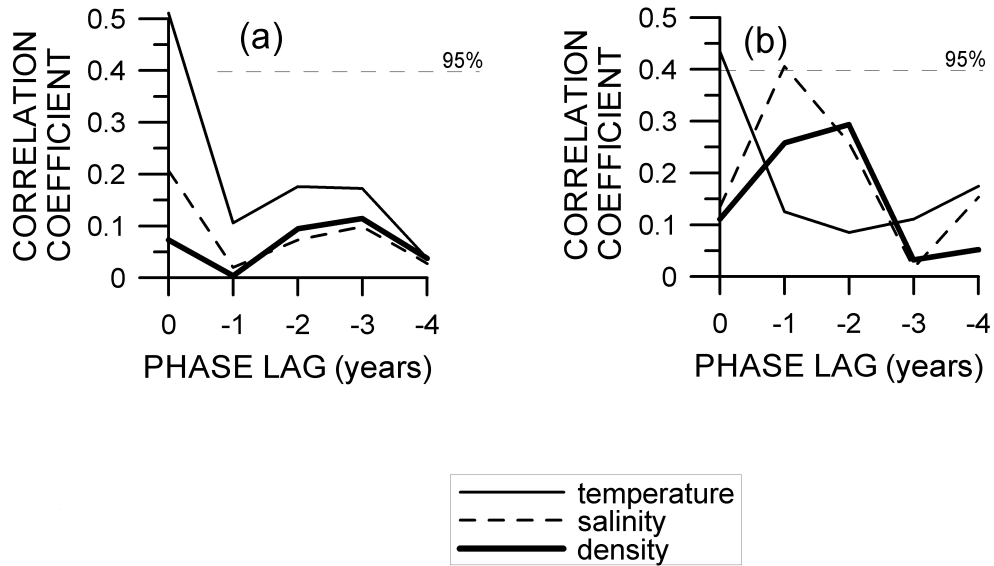 (a)
CORRELATION
COEFFICIENT
0.5
0.4
0.3
0.2
0.1
0
95%
0 -1 -2 -3 -4
PHASE LAG (years)
(b)
CORRELATION
COEFFICIENT
0.5
0.4
0.3
0.2
0.1
0
95%
0 -1 -2 -3 -4
PHASE LAG (years)
temperature
salinity
density